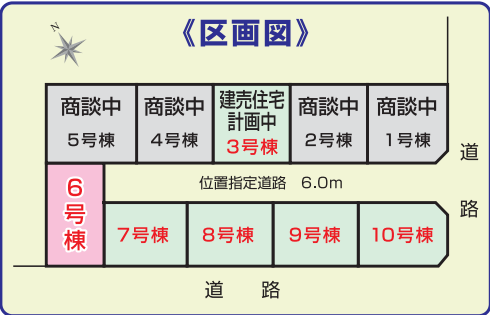 《区画図》
N
商談中
5号棟
商談中
4号棟
建売住宅
計画中
3号棟
商談中
2号棟
商談中
1号棟
道路
位置指定道路 6.0m
6号棟
7号棟
8号棟
9号棟
10号棟
道路